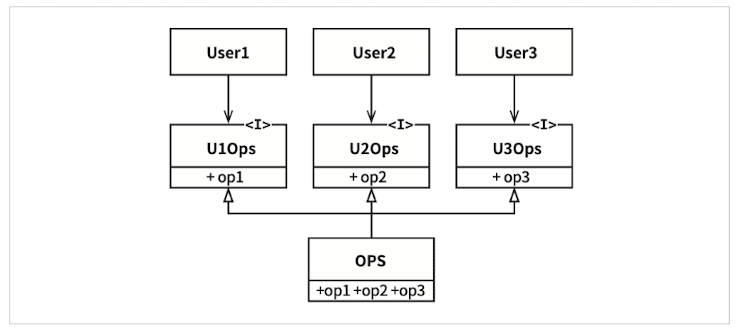 User1 User2 User3
<I> <I> <I>
U1Ops U2Ops U3Ops
+ op1 + op2 + op3
OPS
+op1 +op2 +op3